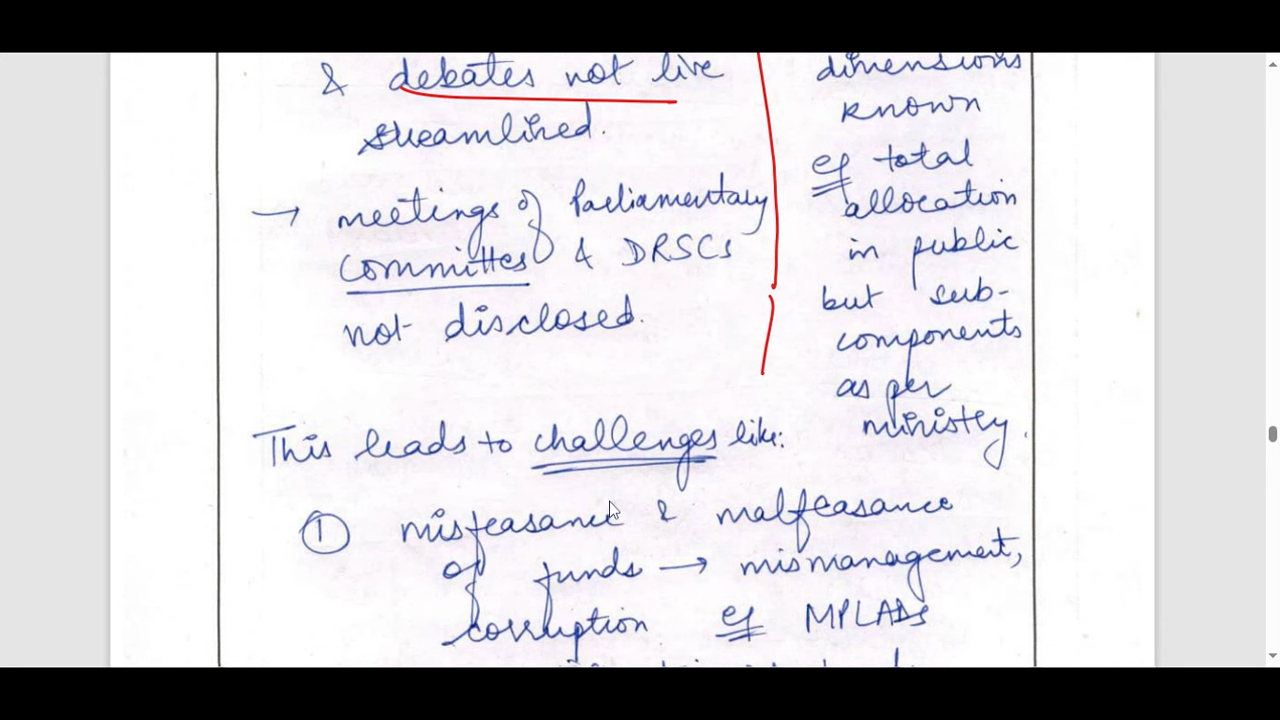 & debates not live
streamlined.
→ meetings of Parliamentary
committes & DRSCs
not disclosed.
dimensions
known
eg total
allocation
in public
but sub-
components
as per
ministry.
This leads to challenges like:
① misfeasance & malfeasance
of funds → mismanagement,
corruption eg MPLADs